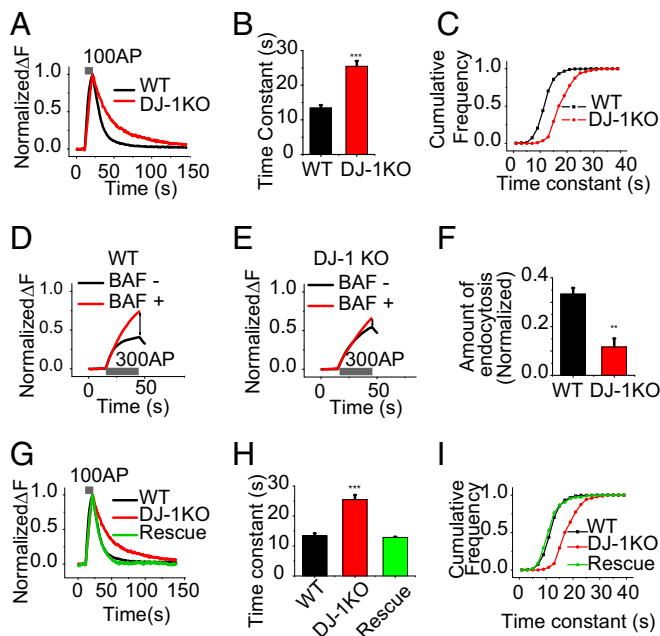 A
NormalizedΔF
1.0
0.5
0.0
100AP
WT
DJ-1KO
0 50 100 150
Time (s)
B
Time Constant (s)
30
20
10
0
***
WT DJ-1KO
C
Cumulative
Frequency
1.0
0.5
0.0
WT
DJ-1KO
0 10 20 30 40
Time constant (s)
D
NormalizedΔF
1.0
0.5
0.0
WT
BAF -
BAF +
300AP
0 50
Time (s)
E
NormalizedΔF
1.0
0.5
0.0
DJ-1 KO
BAF -
BAF +
300AP
0 50
Time (s)
F
Amount of
endocytosis
(Normalized)
0.4
0.2
0.0
**
WT DJ-1KO
G
NormalizedΔF
1.0
0.5
0.0
100AP
WT
DJ-1KO
Rescue
0 50 100 150
Time(s)
H
Time constant (s)
30
20
10
0
***
WT
DJ-1KO
Rescue
I
Cumulative
Frequency
1.0
0.5
0.0
WT
DJ-1KO
Rescue
0 10 20 30 40
Time constant (s)